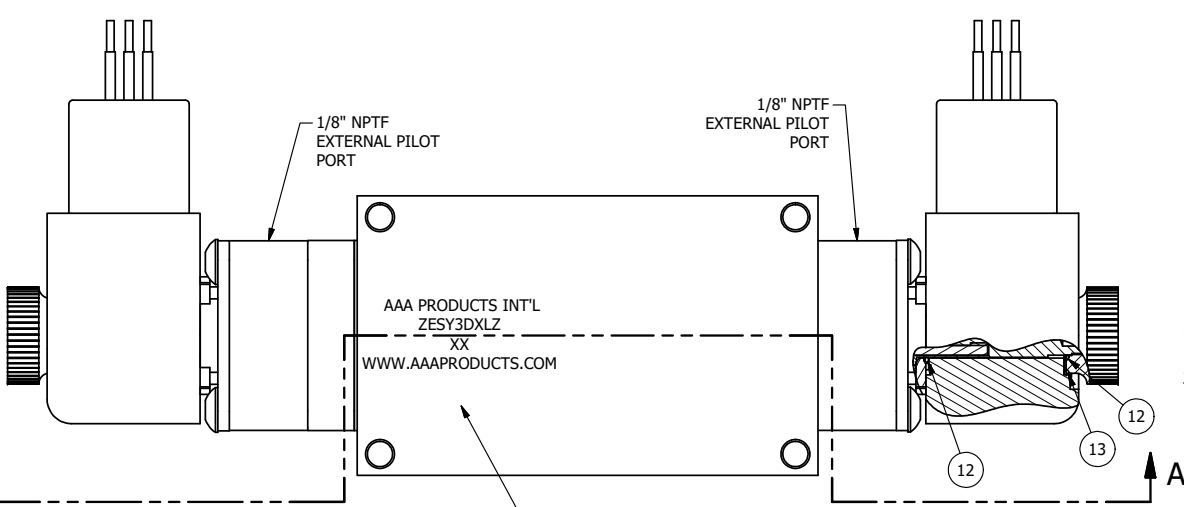 1/8" NPTF
EXTERNAL PILOT
PORT
1/8" NPTF
EXTERNAL PILOT
PORT
AAA PRODUCTS INT'L
ZESY3DXLZ
XX
WWW.AAAPRODUCTS.COM
12
13
12
A